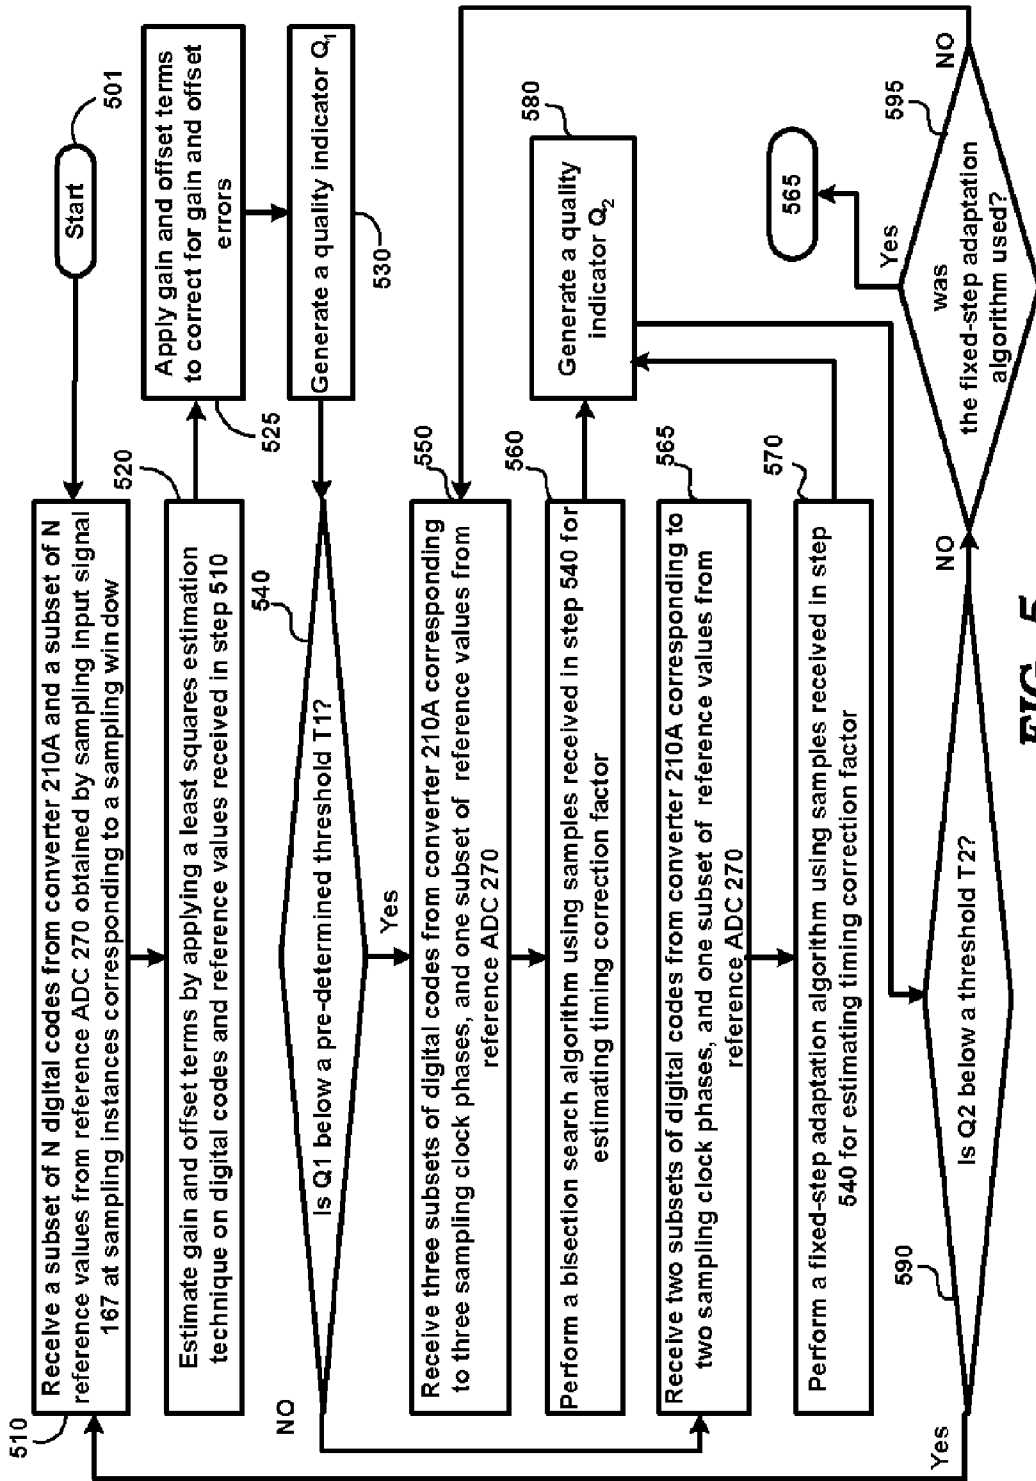 Start
501
510
Receive a subset of N digital codes from converter 210A and a subset of N
reference values from reference ADC 270 obtained by sampling input signal
167 at sampling instances corresponding to a sampling window
520
Estimate gain and offset terms by applying a least squares estimation
technique on digital codes and reference values received in step 510
525
Apply gain and offset terms
to correct for gain and offset
errors
Generate a quality indicator Q1
530
540
Is Q1 below a pre-determined threshold T1?
NO
Yes
550
Receive three subsets of digital codes from converter 210A corresponding
to three sampling clock phases, and one subset of reference values from
reference ADC 270
560
Perform a bisection search algorithm using samples received in step 540 for
estimating timing correction factor
565
Receive two subsets of digital codes from converter 210A corresponding to
two sampling clock phases, and one subset of reference values from
reference ADC 270
570
Perform a fixed-step adaptation algorithm using samples received in step
540 for estimating timing correction factor
580
Generate a quality
indicator Q2
590
Is Q2 below a threshold T2?
Yes
NO
595
was
the fixed-step adaptation
algorithm used?
Yes
NO
565
FIG. 5